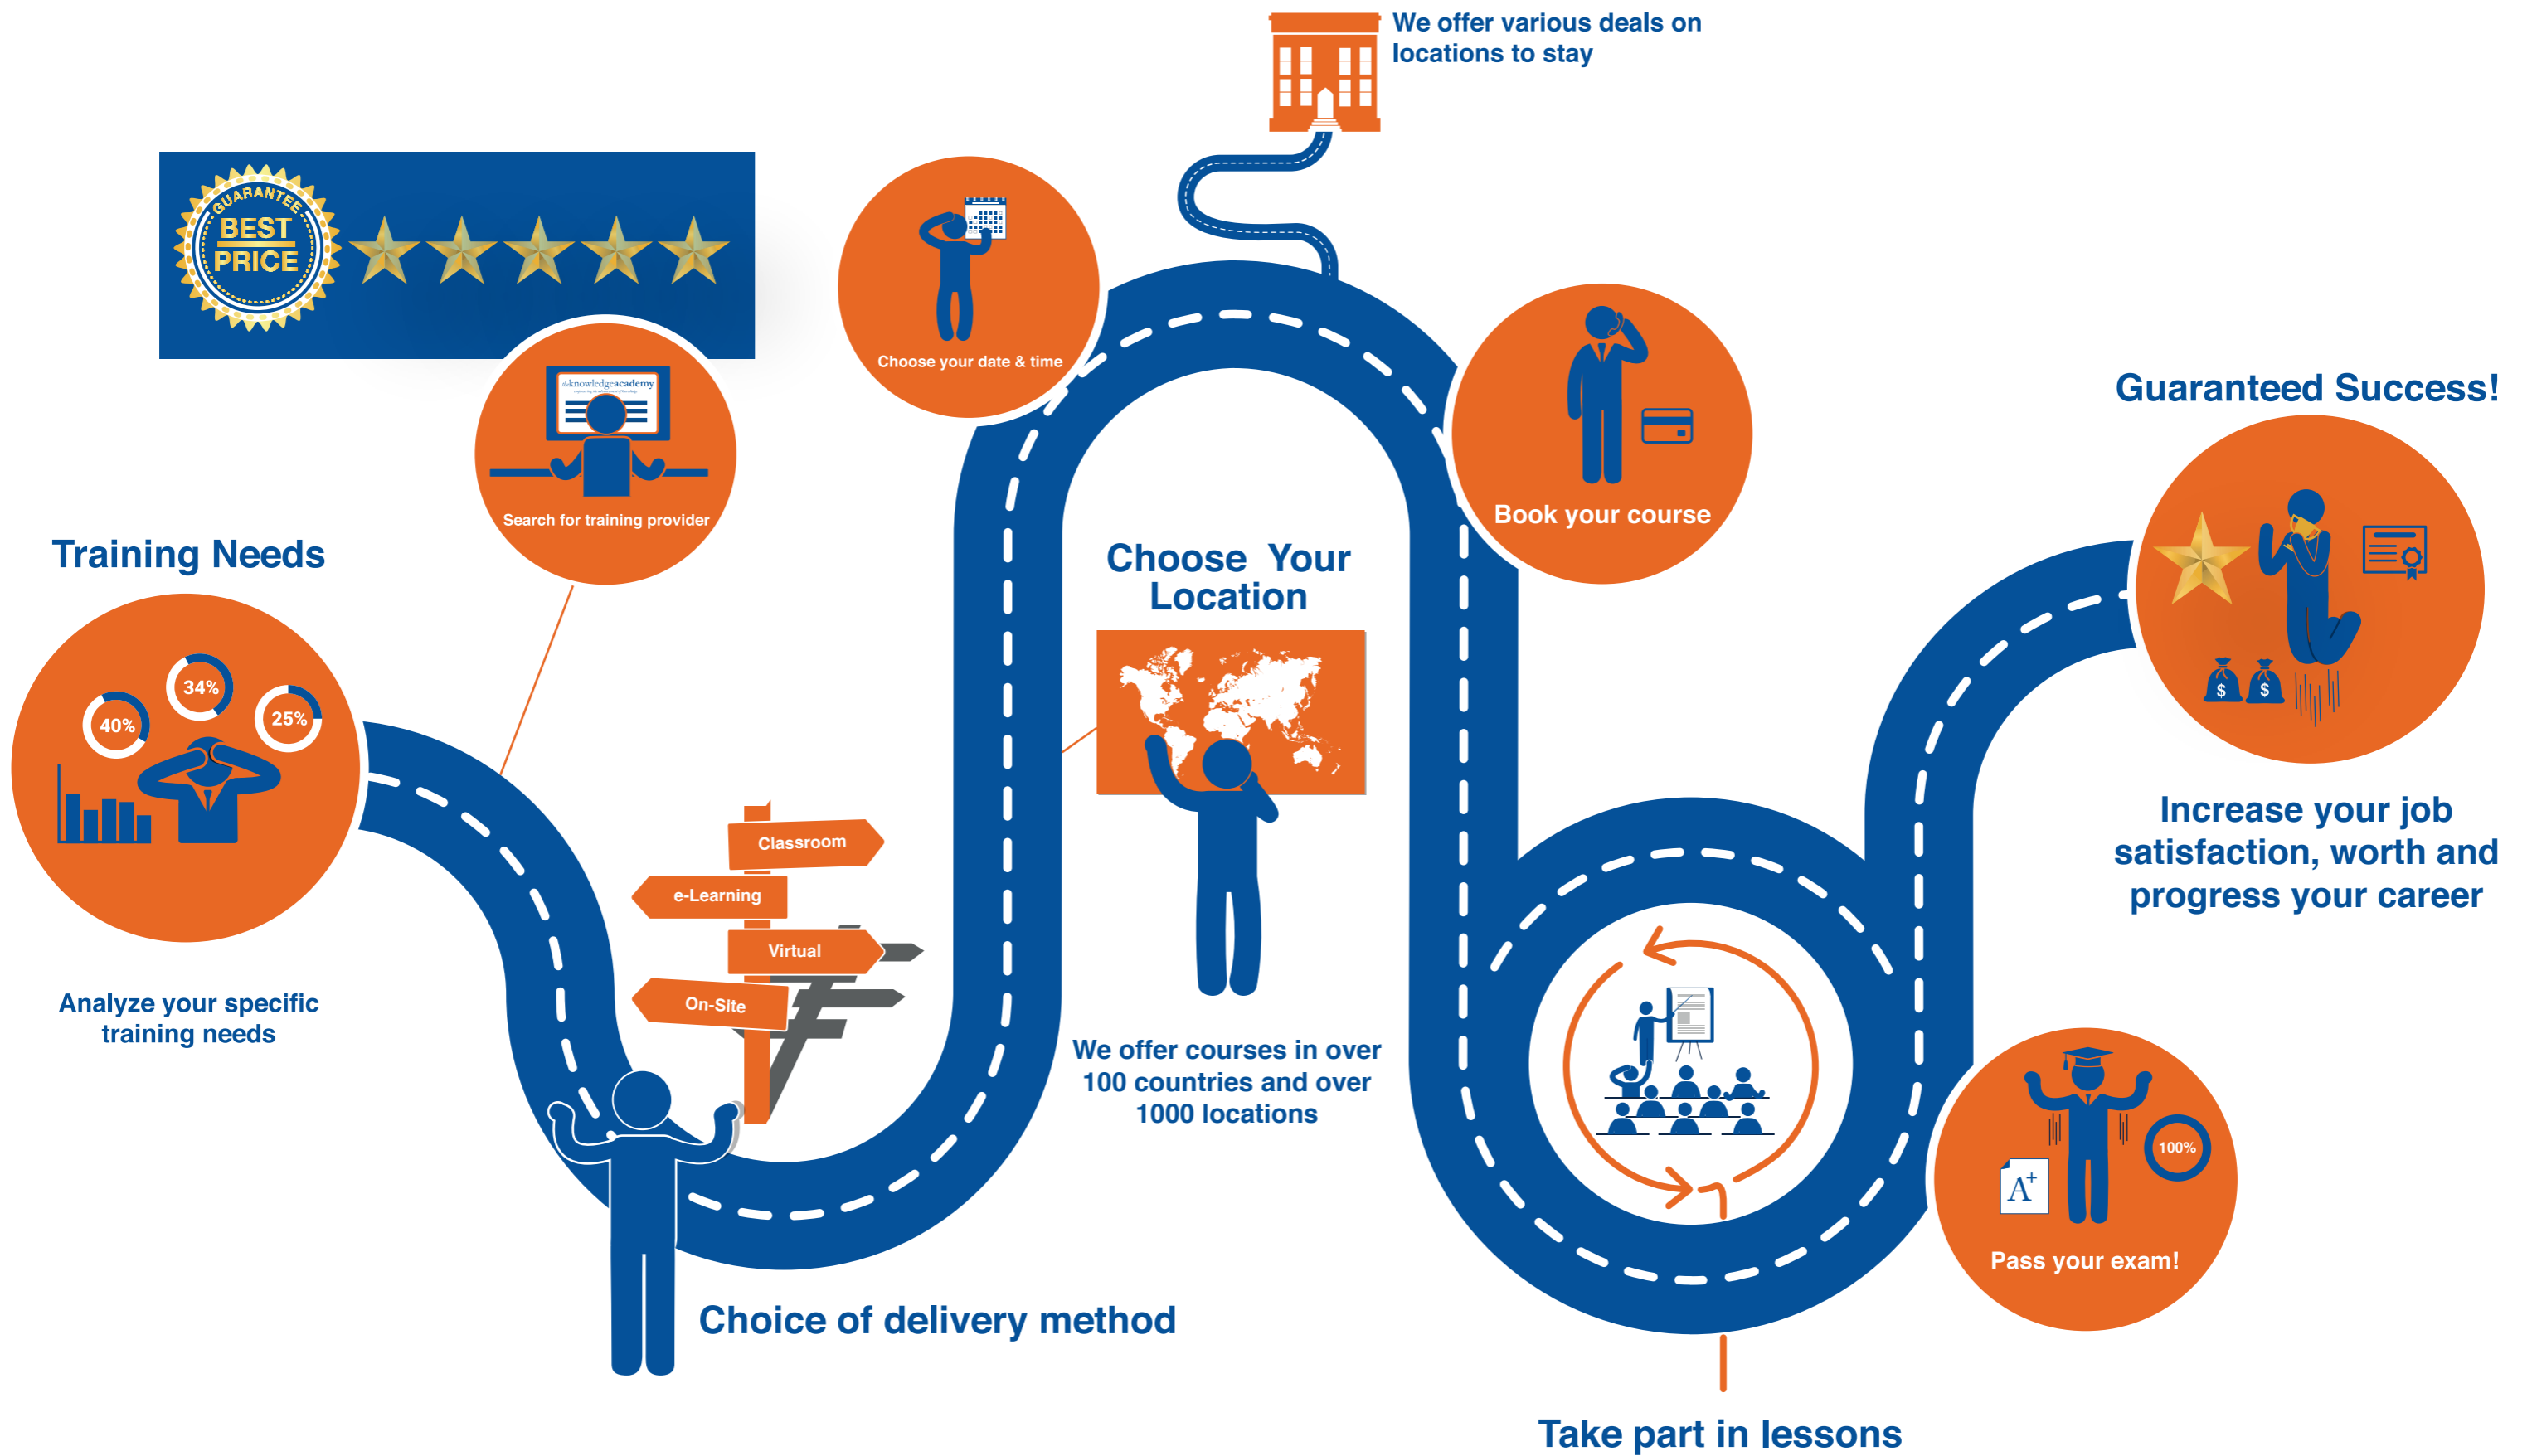 We offer various deals on
locations to stay
GUARANTEE
BEST
PRICE
Choose your date & time
theknowledgeacademy
Search for training provider
Training Needs
40%
34%
25%
Analyze your specific
training needs
Classroom
e-Learning
Virtual
On-Site
Choice of delivery method
Choose Your
Location
We offer courses in over
100 countries and over
1000 locations
Book your course
Take part in lessons
A+
100%
Pass your exam!
Guaranteed Success!
$
$
Increase your job
satisfaction, worth and
progress your career